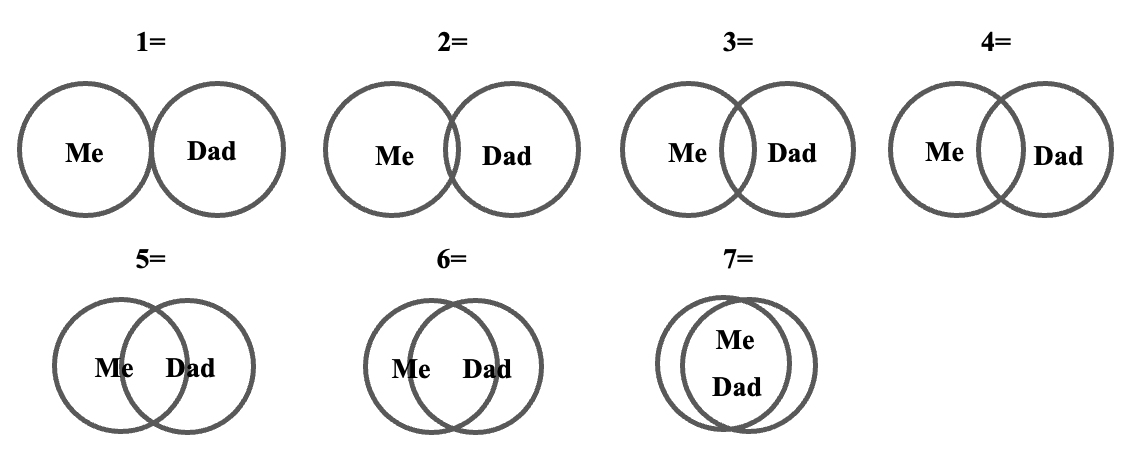 1= 2= 3= 4=
Me Dad Me Dad Me Dad Me Dad
5= 6= 7=
Me Dad Me Dad Me
Dad